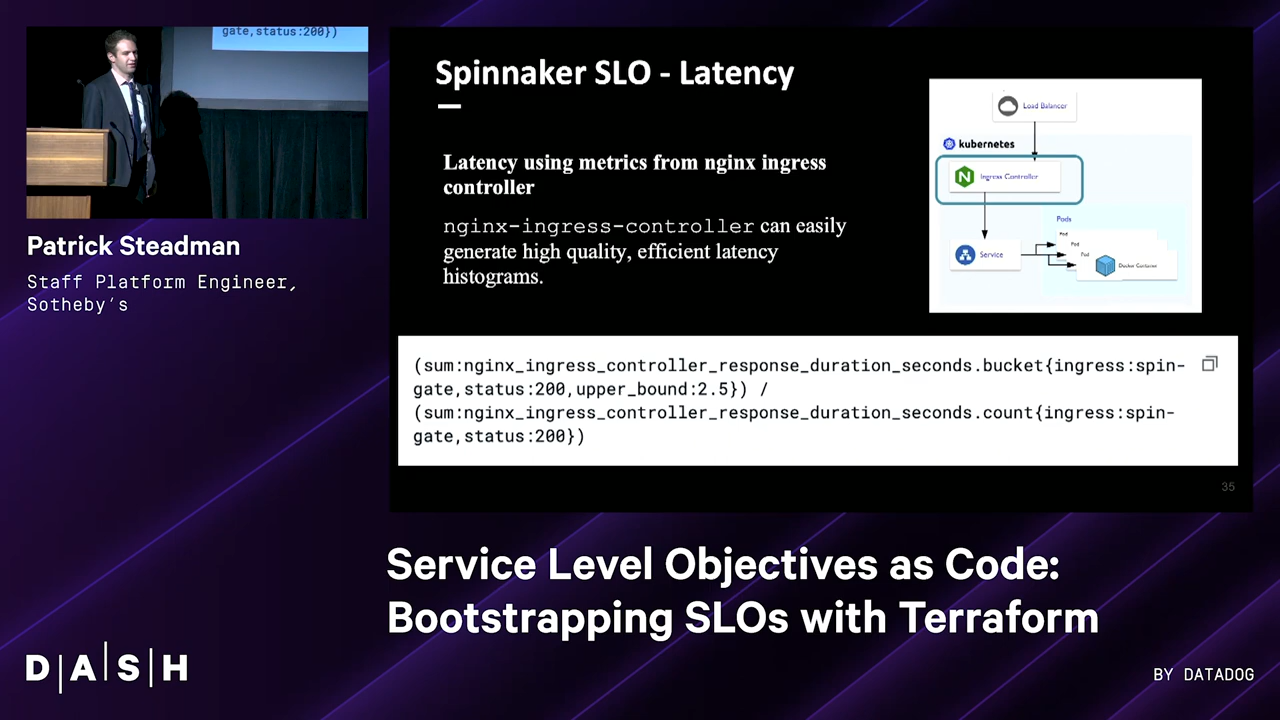 gate,status:200})
Patrick Steadman
Staff Platform Engineer,
Sotheby's
Spinnaker SLO - Latency
Latency using metrics from nginx ingress
controller
nginx-ingress-controller can easily
generate high quality, efficient latency
histograms.
Load Balancer
kubernetes
Ingress Controller
Service
Pods
Pod
Pod
Pod
Docker Container
(sum:nginx_ingress_controller_response_duration_seconds.bucket{ingress:spin-
gate,status:200,upper_bound:2.5}) /
(sum:nginx_ingress_controller_response_duration_seconds.count{ingress:spin-
gate,status:200})
35
Service Level Objectives as Code:
Bootstrapping SLOs with Terraform
D|A|S|H
BY DATADOG